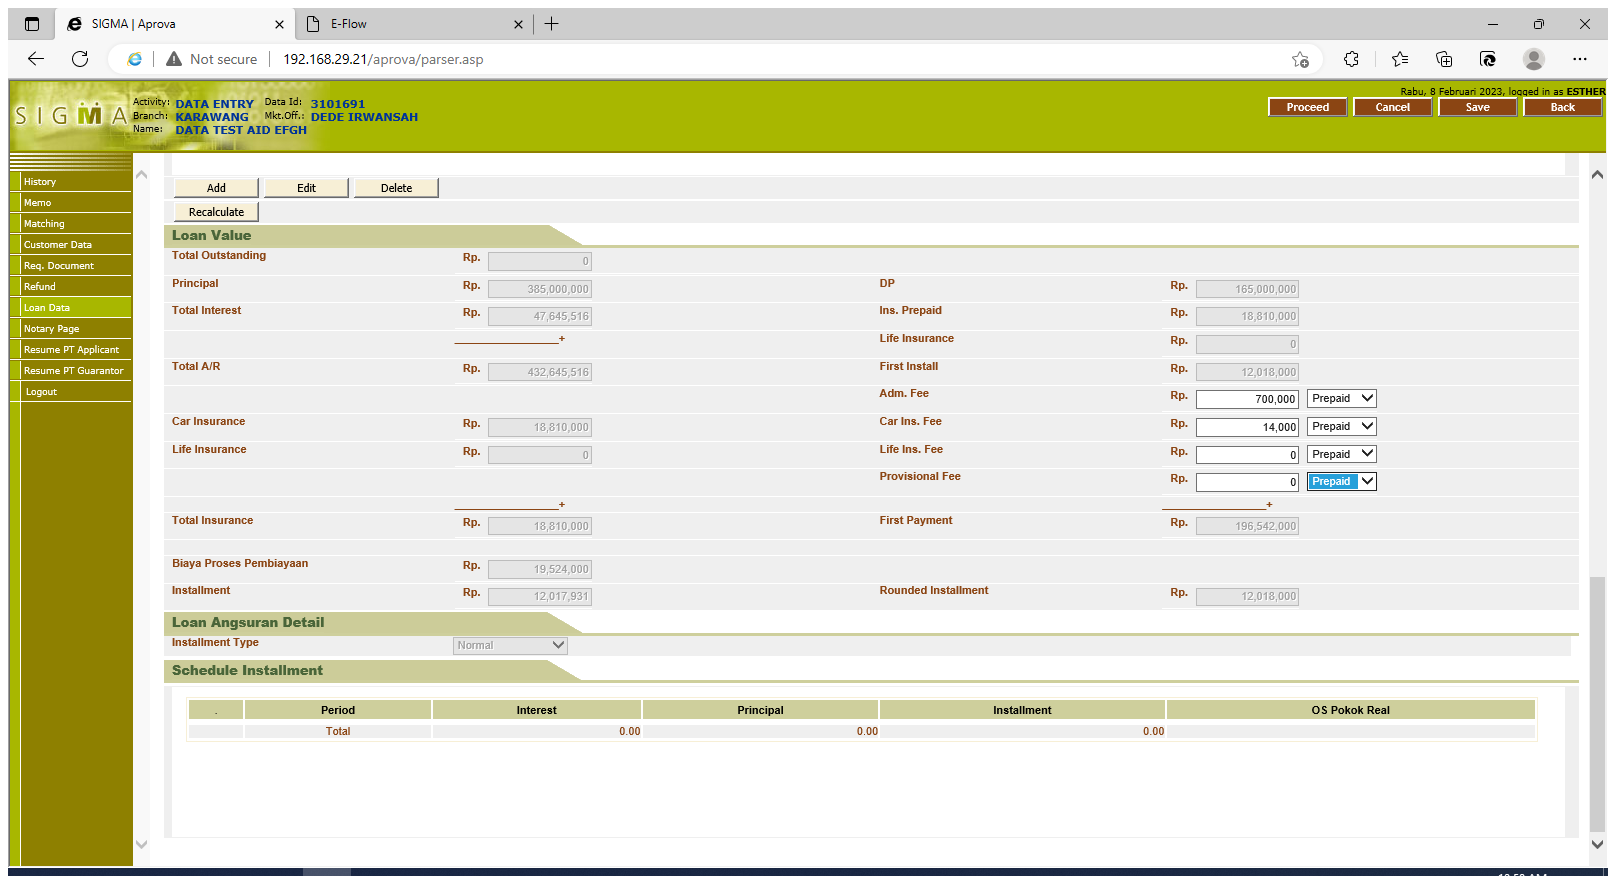 SIGMA | Aprova
E-Flow
Not secure
192.168.29.21/aprova/parser.asp
Rabu, 8 Februari 2023, logged in as ESTHER
SIGMA
Activity: DATA ENTRY Data Id: 3101691
Branch: KARAWANG Mkt.Off.: DEDE IRWANSAH
Name: DATA TEST AID EFGH
Proceed Cancel Save Back
History
Memo
Matching
Customer Data
Req. Document
Refund
Loan Data
Notary Page
Resume PT Applicant
Resume PT Guarantor
Logout
Add Edit Delete
Recalculate
Loan Value
Total Outstanding Rp. 0
Principal Rp. 385,000,000 DP Rp. 165,000,000
Total Interest Rp. 47,645,516 Ins. Prepaid Rp. 18,810,000
+ Life Insurance Rp. 0
Total A/R Rp. 432,645,516 First Install Rp. 12,018,000
Adm. Fee Rp. 700,000 Prepaid
Car Insurance Rp. 18,810,000 Car Ins. Fee Rp. 14,000 Prepaid
Life Insurance Rp. 0 Life Ins. Fee Rp. 0 Prepaid
Provisional Fee Rp. 0 Prepaid
+ +
Total Insurance Rp. 18,810,000 First Payment Rp. 196,542,000
Biaya Proses Pembiayaan Rp. 19,524,000
Installment Rp. 12,017,931 Rounded Installment Rp. 12,018,000
Loan Angsuran Detail
Installment Type Normal
Schedule Installment
. Period Interest Principal Installment OS Pokok Real
Total 0.00 0.00 0.00